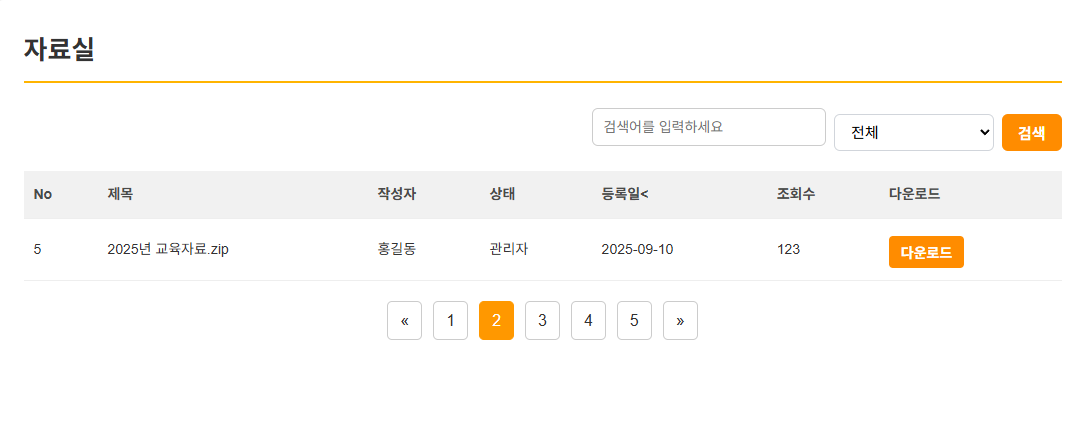 자료실
검색어를 입력하세요 전체 검색
No 제목 작성자 상태 등록일< 조회수 다운로드
5 2025년 교육자료.zip 홍길동 관리자 2025-09-10 123 다운로드
« 1 2 3 4 5 »